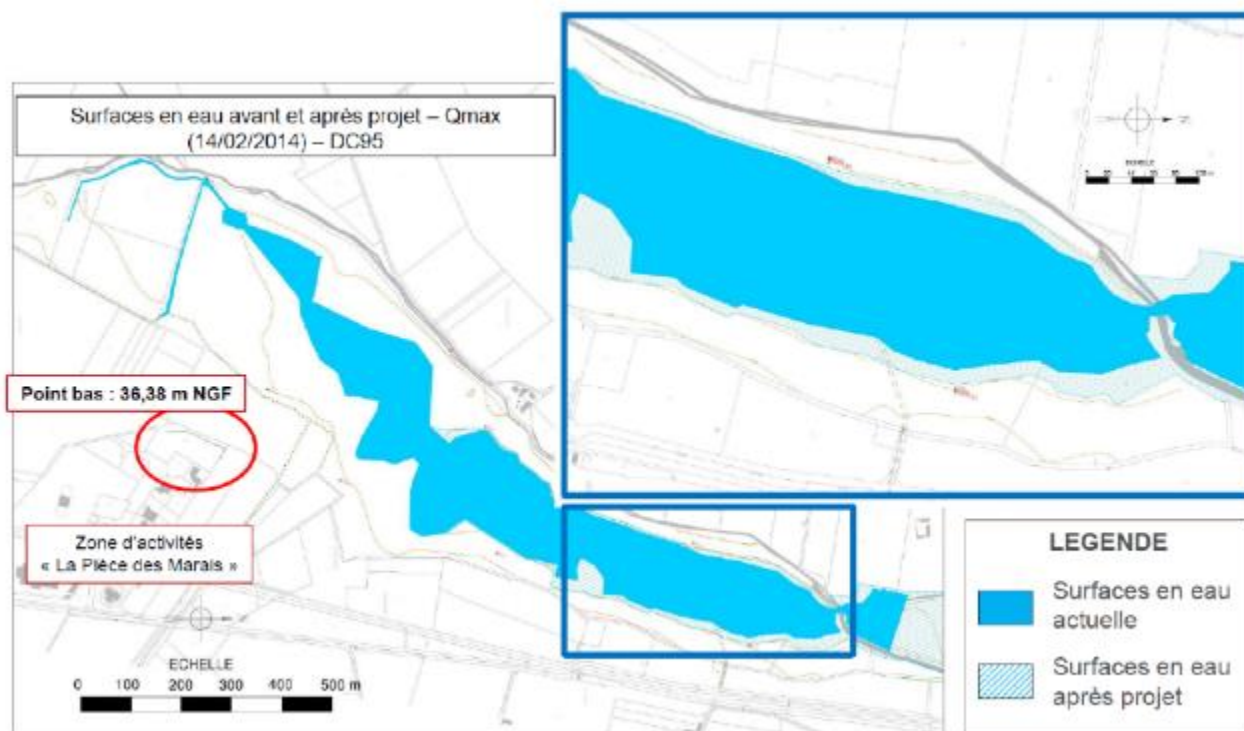 Surfaces en eau avant et après projet – Qmax
(14/02/2014) – DC95
Point bas : 36,38 m NGF
Zone d'activités
« La Pièce des Marais »
ECHELLE
0 100 200 300 400 500 m
ECHELLE
LEGENDE
Surfaces en eau
actuelle
Surfaces en eau
après projet